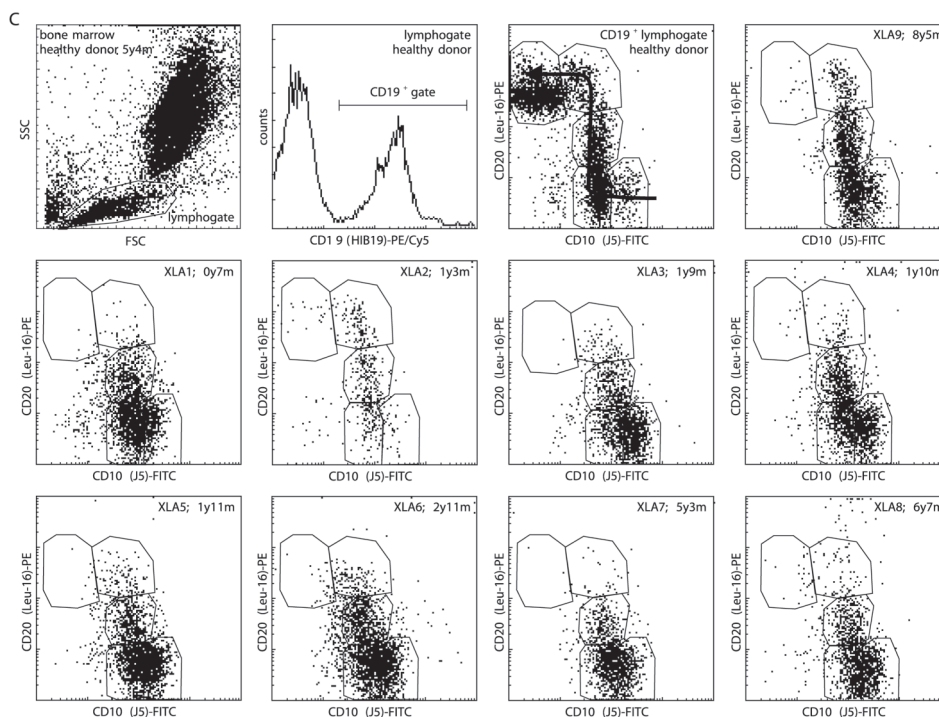 C
bone marrow
healthy donor, 5y4m
SSC
lymphogate
FSC
lymphogate
healthy donor
CD19 + gate
counts
CD1 9 (HIB19)-PE/Cy5
CD19 + lymphogate
healthy donor
CD20 (Leu-16)-PE
CD10 (J5)-FITC
XLA9; 8y5m
CD20 (Leu-16)-PE
CD10 (J5)-FITC
XLA1; 0y7m
CD20 (Leu-16)-PE
CD10 (J5)-FITC
XLA2; 1y3m
CD20 (Leu-16)-PE
CD10 (J5)-FITC
XLA3; 1y9m
CD20 (Leu-16)-PE
CD10 (J5)-FITC
XLA4; 1y10m
CD20 (Leu-16)-PE
CD10 (J5)-FITC
XLA5; 1y11m
CD20 (Leu-16)-PE
CD10 (J5)-FITC
XLA6; 2y11m
CD20 (Leu-16)-PE
CD10 (J5)-FITC
XLA7; 5y3m
CD20 (Leu-16)-PE
CD10 (J5)-FITC
XLA8; 6y7m
CD20 (Leu-16)-PE
CD10 (J5)-FITC